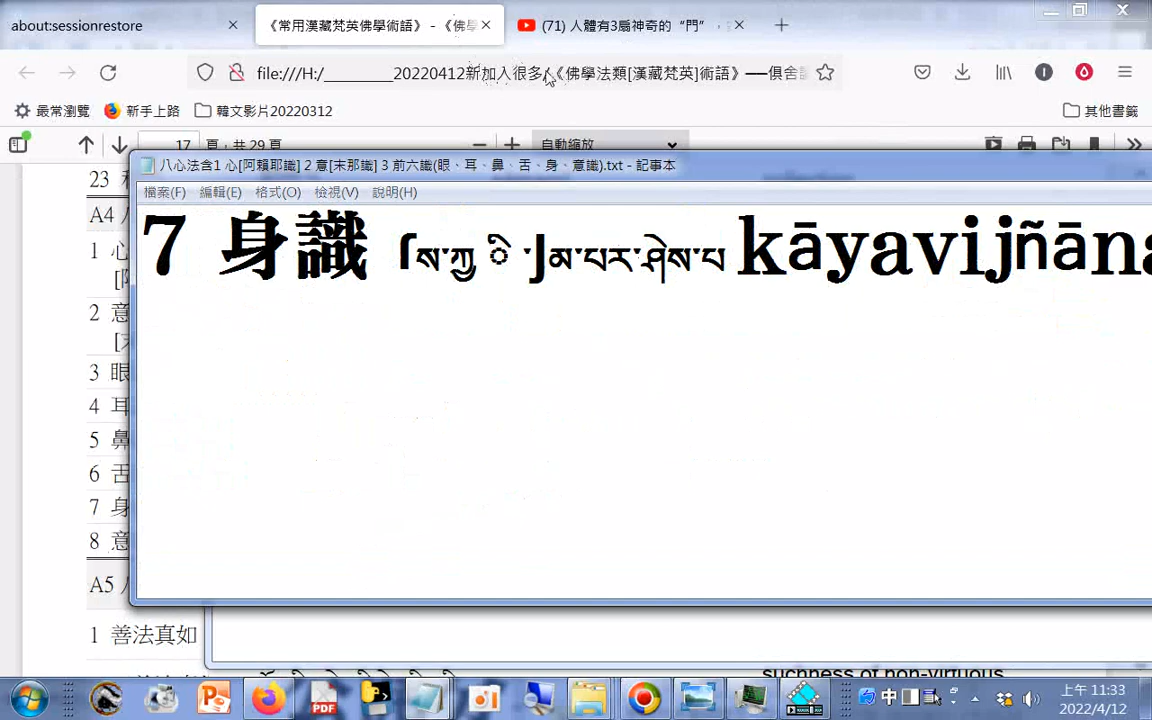 about:sessionrestore
《常用漢藏梵英佛學術語》 - 《佛學
(71) 人體有3扇神奇的“門”，
file:///H:/________20220412新加入很多/《佛學法類[漢藏梵英]術語》──俱舍
最常瀏覽 新手上路 韓文影片20220312 其他書籤
17 頁，共 29 頁 自動縮放
八心法含1 心[阿賴耶識] 2 意[末那識] 3 前六識(眼、耳、鼻、舌、身、意識).txt - 記事本
檔案(F) 編輯(E) 格式(O) 檢視(V) 說明(H)
7 身識 [ས་ཀྱ ི ་]མ་པར་ཤེས་པ kāyavijñāna
23
A4
1 心
2 意
3 眼
4 耳
5 鼻
6 舌
7 身
8 意
A5
1 善法真如
suchness of non-virtuous
中
上午 11:33
2022/4/12